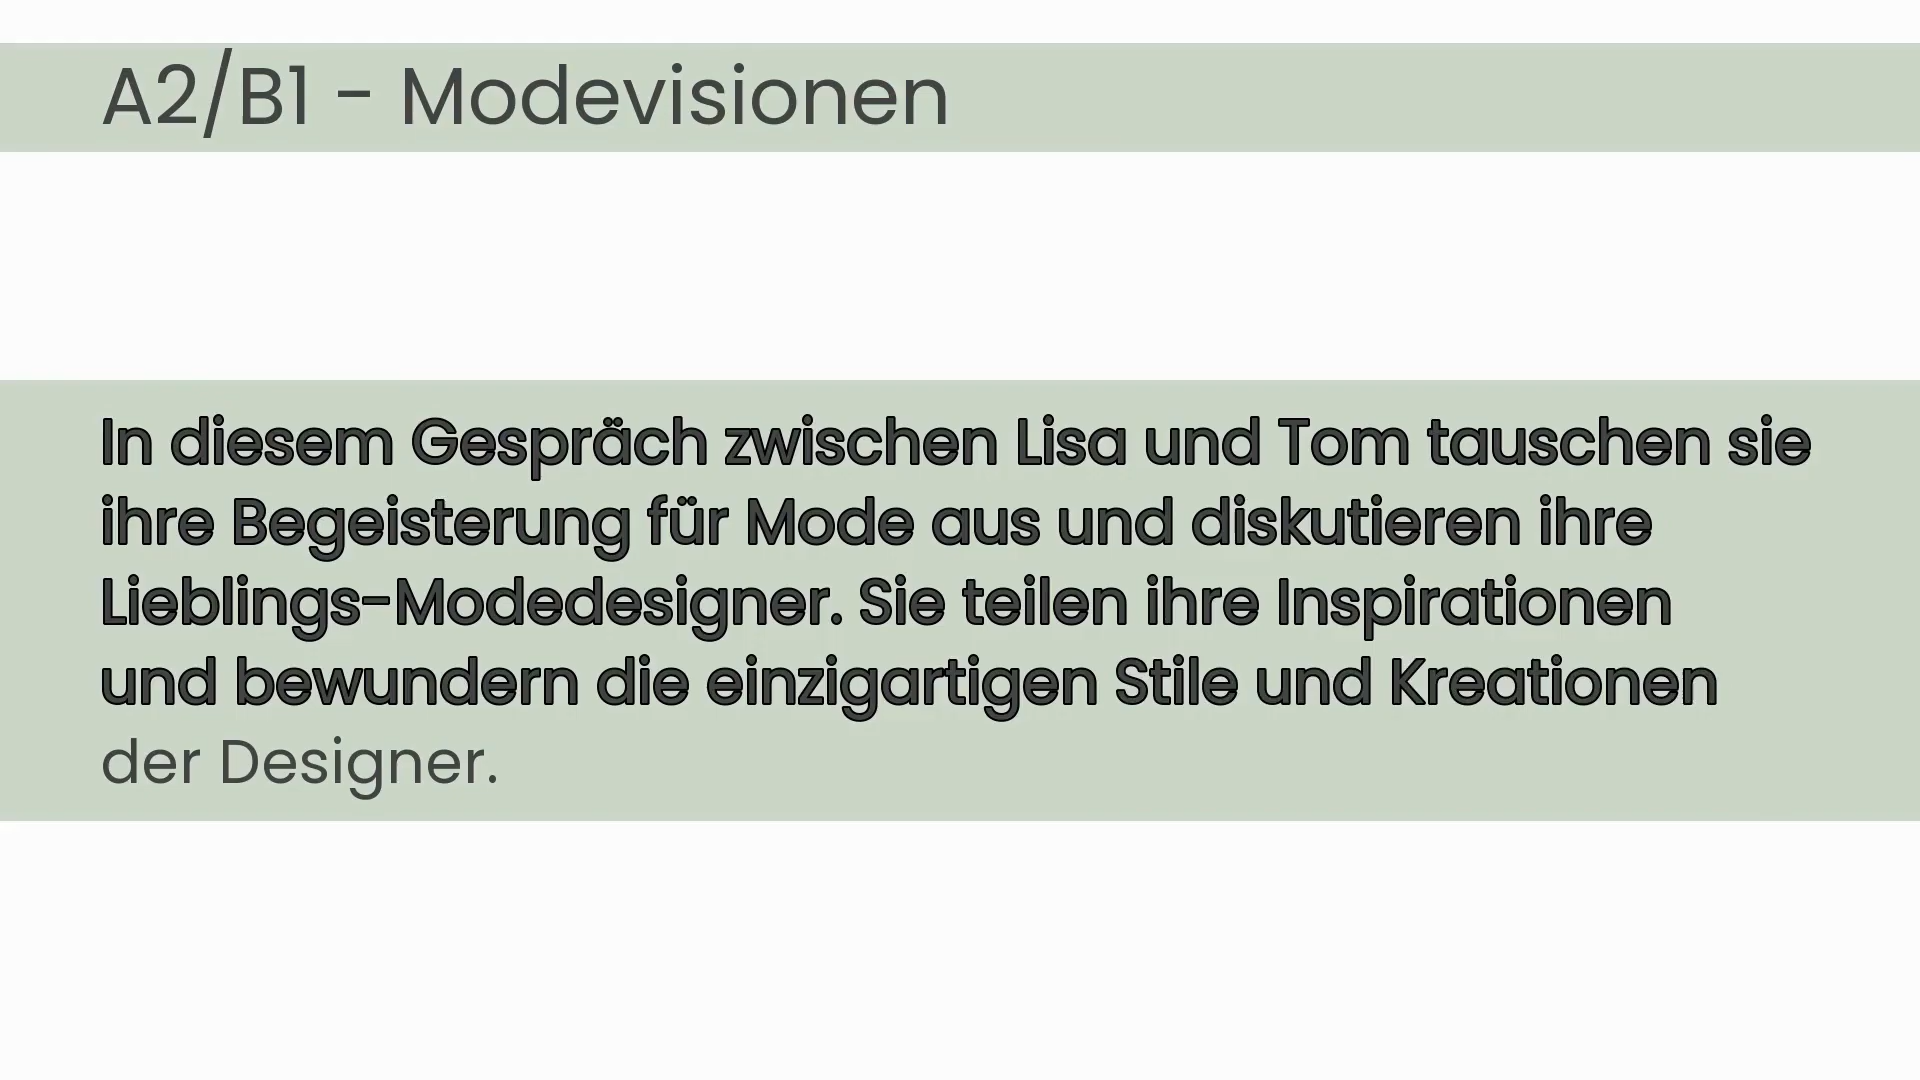 A2/B1 - Modevisionen
In diesem Gespräch zwischen Lisa und Tom tauschen sie
ihre Begeisterung für Mode aus und diskutieren ihre
Lieblings-Modedesigner. Sie teilen ihre Inspirationen
und bewundern die einzigartigen Stile und Kreationen
der Designer.